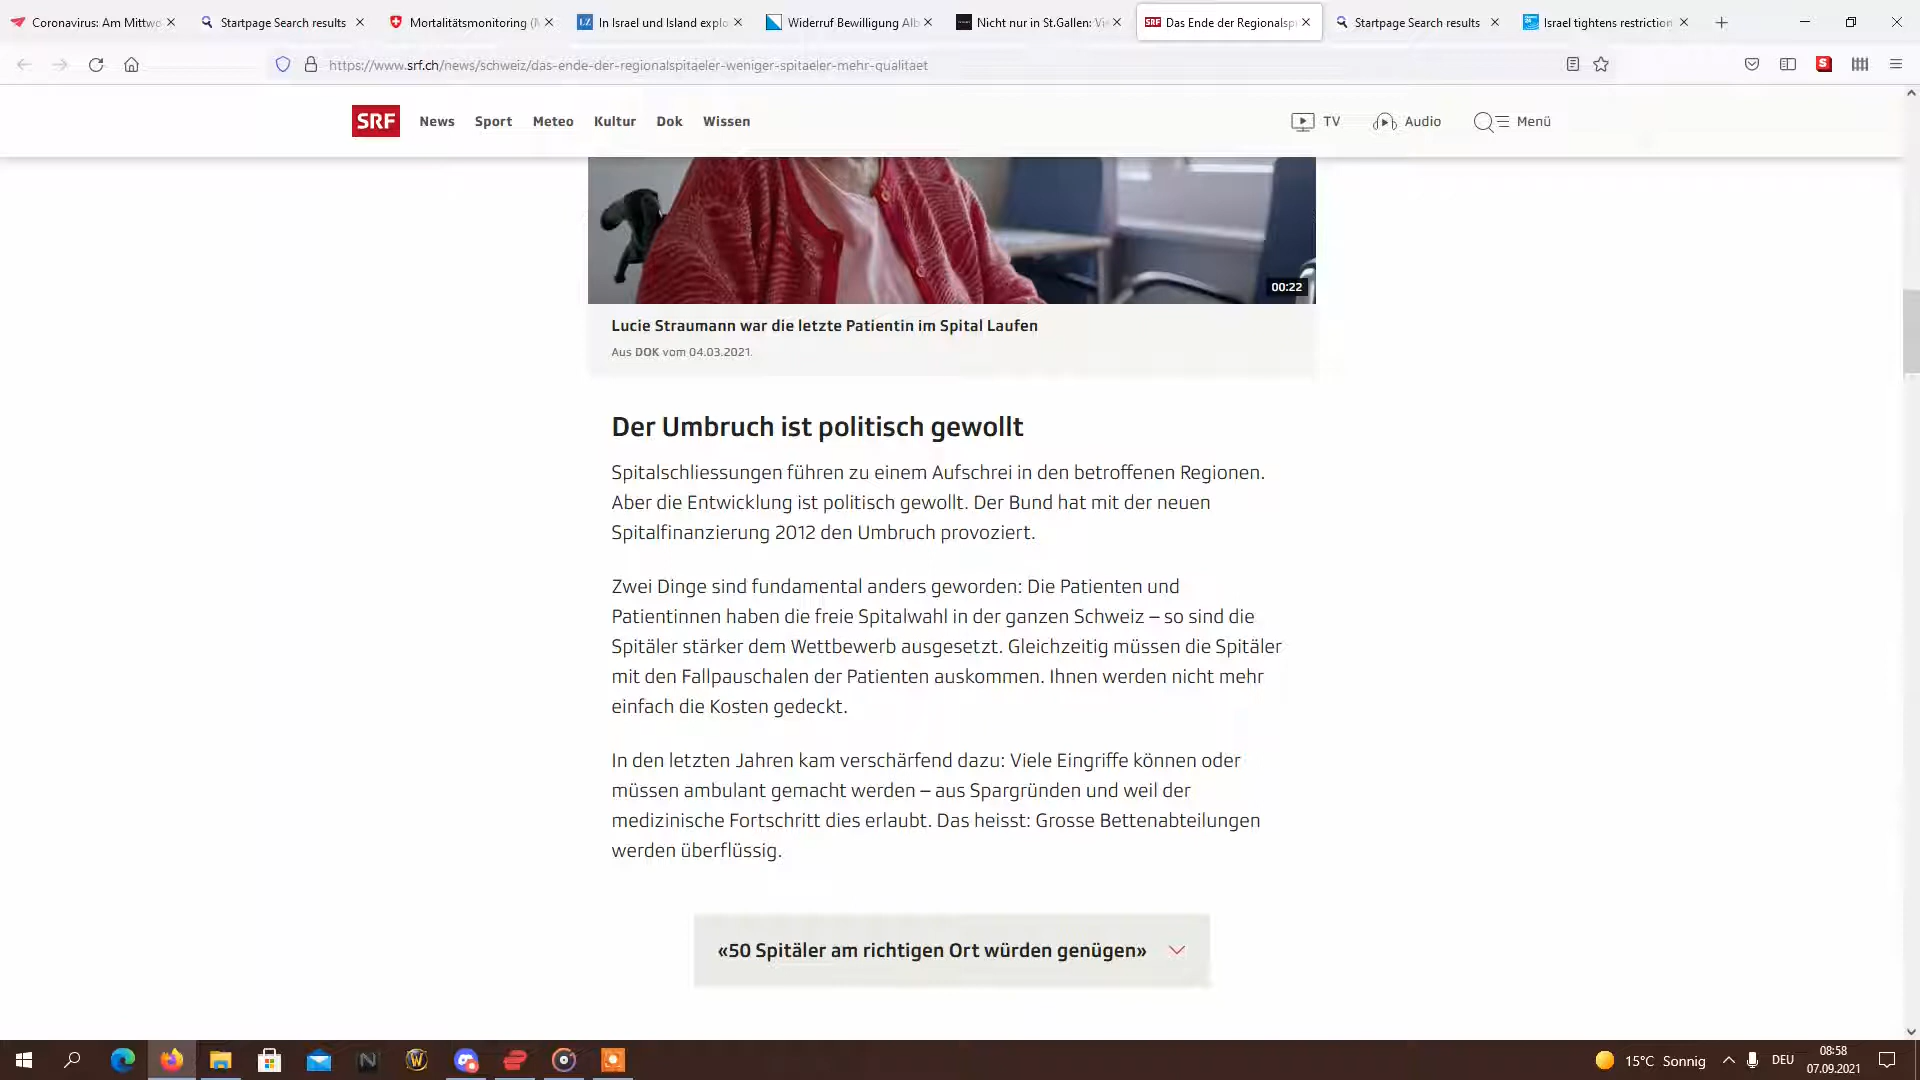 Coronavirus: Am Mittwo
Startpage Search results
Mortalitätsmonitoring (M
In Israel und Island explo
Widerruf Bewilligung Alb
Nicht nur in St.Gallen: Vi
Das Ende der Regionalsp
Startpage Search results
Israel tightens restriction
https://www.srf.ch/news/schweiz/das-ende-der-regionalspitaeler-weniger-spitaeler-mehr-qualitaet
SRF News Sport Meteo Kultur Dok Wissen TV Audio Menü
00:22
Lucie Straumann war die letzte Patientin im Spital Laufen
Aus DOK vom 04.03.2021.
Der Umbruch ist politisch gewollt
Spitalschliessungen führen zu einem Aufschrei in den betroffenen Regionen.
Aber die Entwicklung ist politisch gewollt. Der Bund hat mit der neuen
Spitalfinanzierung 2012 den Umbruch provoziert.
Zwei Dinge sind fundamental anders geworden: Die Patienten und
Patientinnen haben die freie Spitalwahl in der ganzen Schweiz – so sind die
Spitäler stärker dem Wettbewerb ausgesetzt. Gleichzeitig müssen die Spitäler
mit den Fallpauschalen der Patienten auskommen. Ihnen werden nicht mehr
einfach die Kosten gedeckt.
In den letzten Jahren kam verschärfend dazu: Viele Eingriffe können oder
müssen ambulant gemacht werden – aus Spargründen und weil der
medizinische Fortschritt dies erlaubt. Das heisst: Grosse Bettenabteilungen
werden überflüssig.
«50 Spitäler am richtigen Ort würden genügen»
15°C Sonnig
DEU
08:58
07.09.2021